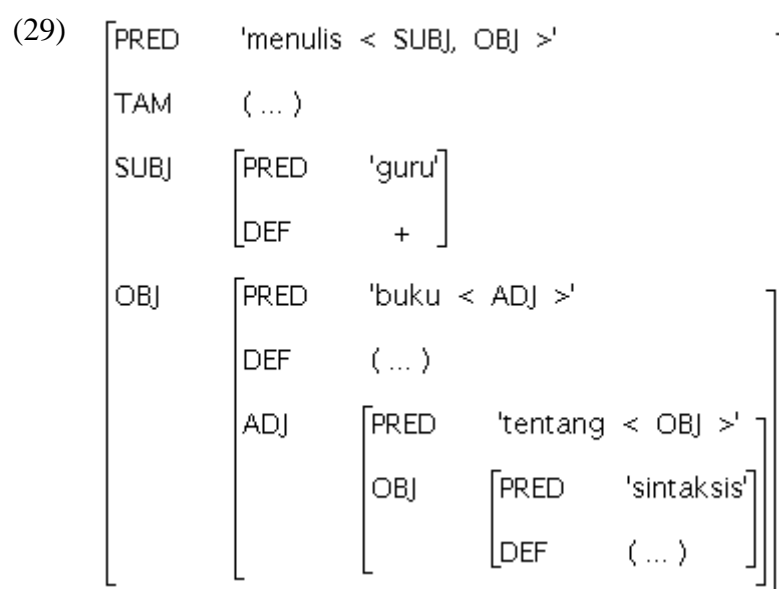 (29) PRED 'menulis < SUBJ, OBJ >'
TAM ( ... )
SUBJ PRED 'guru'
DEF +
OBJ PRED 'buku < ADJ >'
DEF ( ... )
ADJ PRED 'tentang < OBJ >'
OBJ PRED 'sintaksis'
DEF ( ... )